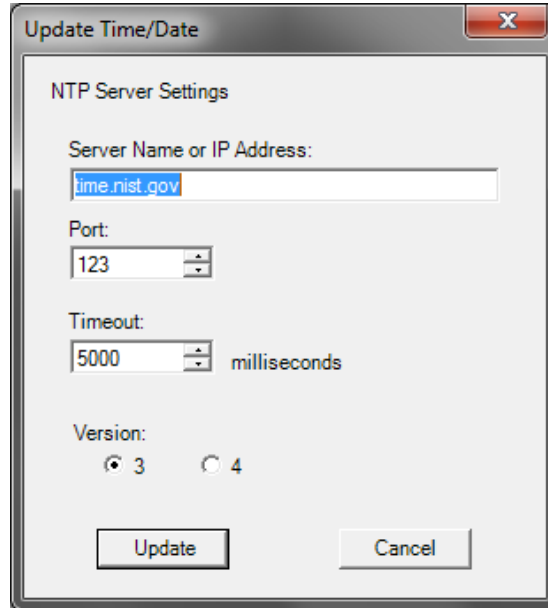 Update Time/Date
NTP Server Settings
Server Name or IP Address:
time.nist.gov
Port:
123
Timeout:
5000 milliseconds
Version:
3 4
Update Cancel